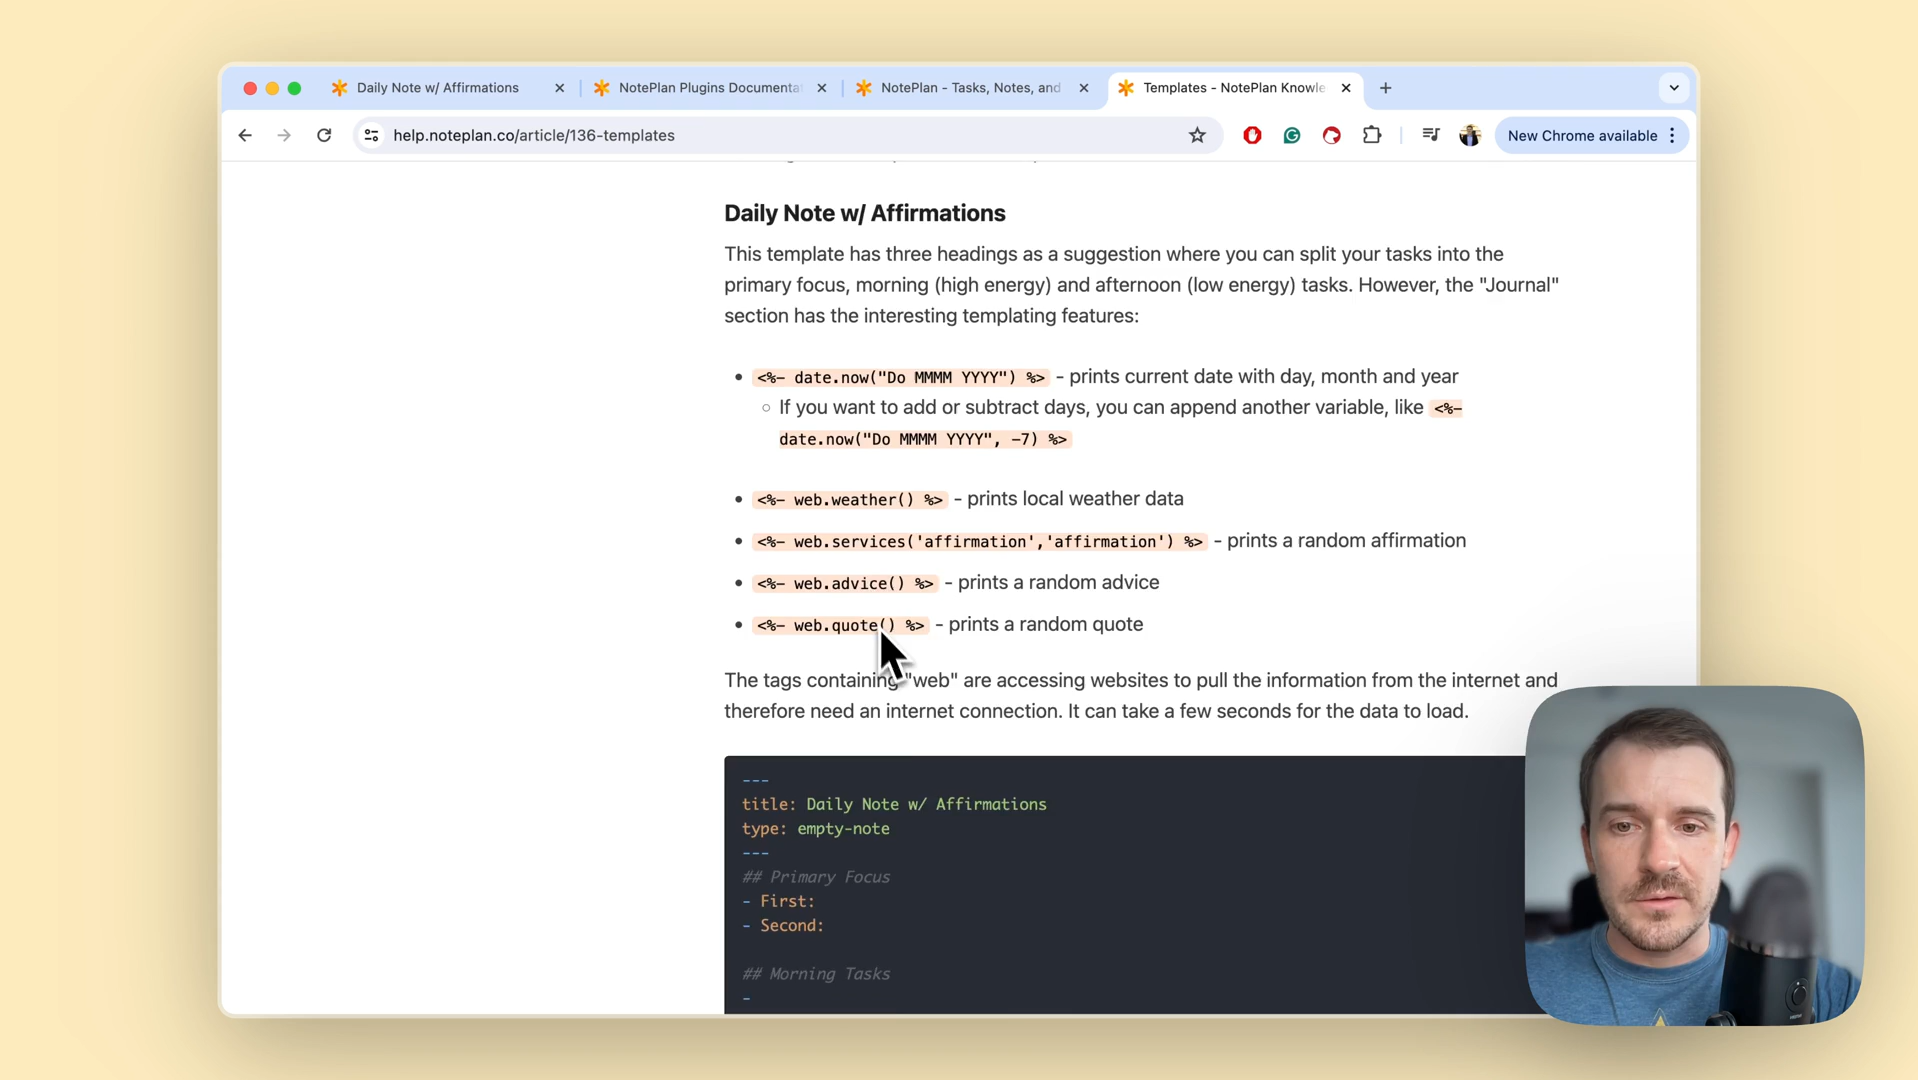 Daily Note w/ Affirmations
NotePlan Plugins Documenta
NotePlan - Tasks, Notes, and
Templates - NotePlan Knowle
help.noteplan.co/article/136-templates
New Chrome available
Daily Note w/ Affirmations
This template has three headings as a suggestion where you can split your tasks into the
primary focus, morning (high energy) and afternoon (low energy) tasks. However, the "Journal"
section has the interesting templating features:
<%- date.now("Do MMMM YYYY") %> - prints current date with day, month and year
If you want to add or subtract days, you can append another variable, like <%-
date.now("Do MMMM YYYY", -7) %>
<%- web.weather() %> - prints local weather data
<%- web.services('affirmation','affirmation') %> - prints a random affirmation
<%- web.advice() %> - prints a random advice
<%- web.quote() %> - prints a random quote
The tags containing "web" are accessing websites to pull the information from the internet and
therefore need an internet connection. It can take a few seconds for the data to load.
---
title: Daily Note w/ Affirmations
type: empty-note
---
## Primary Focus
- First:
- Second:
## Morning Tasks
-